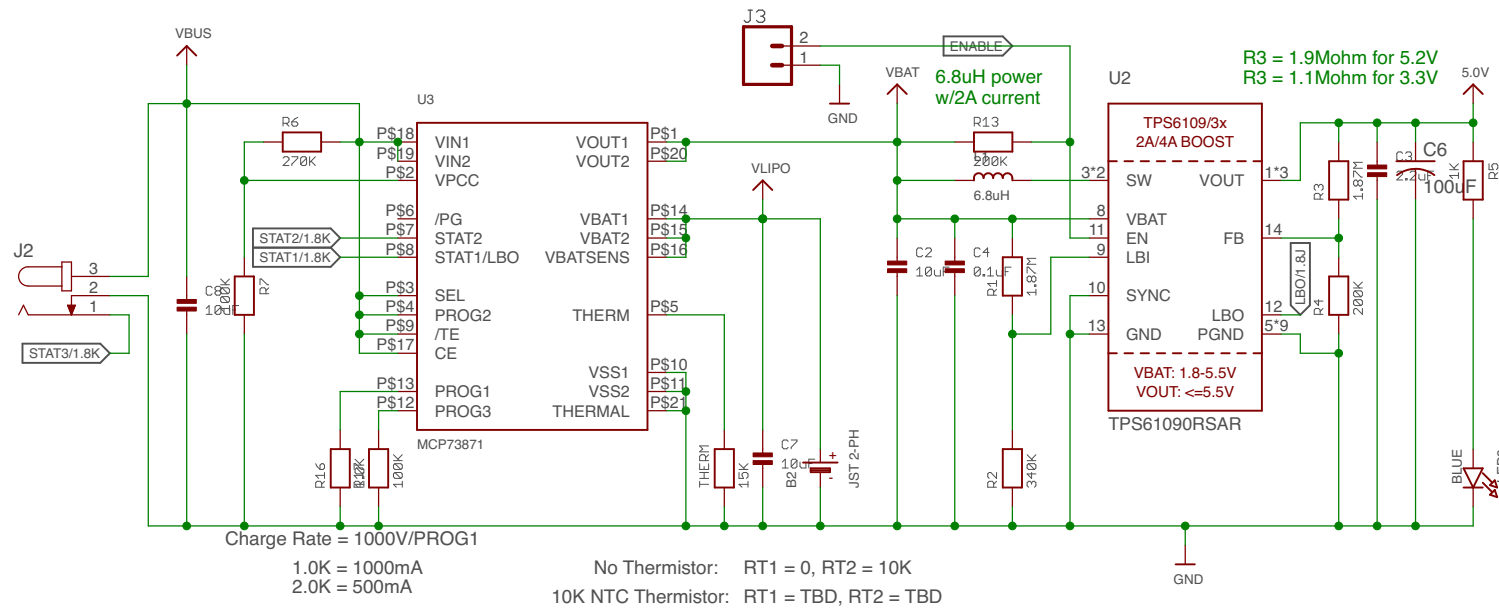 J3
2
1
GND
ENABLE
VBUS
VBAT
6.8uH power
w/2A current
U2
R3 = 1.9Mohm for 5.2V
R3 = 1.1Mohm for 3.3V
5.0V
U3
R6
270K
P$18
P$19
P$2
P$6
P$7
P$8
P$3
P$4
P$9
P$17
P$13
P$12
VIN1
VIN2
VPCC
/PG
STAT2
STAT1/LBO
SEL
PROG2
/TE
CE
PROG1
PROG3
VOUT1
VOUT2
VBAT1
VBAT2
VBATSENS
THERM
VSS1
VSS2
THERMAL
P$1
P$20
P$14
P$15
P$16
P$5
P$10
P$11
P$21
MCP73871
STAT2/1.8K
STAT1/1.8K
J2
3
2
1
STAT3/1.8K
C8
10uF
R7
R16
100K
VLIPO
THERM
15K
C7
10uF
B2
+
-
JST 2-PH
R13
200K
6.8uH
C2
10uF
C4
0.1uF
R1
1.87M
R2
340K
TPS6109/3x
2A/4A BOOST
3*2
8
11
9
10
13
SW
VBAT
EN
LBI
SYNC
GND
VOUT
FB
LBO
PGND
1*3
14
12
5*9
VBAT: 1.8-5.5V
VOUT: <=5.5V
TPS61090RSAR
LBO/1.8J
R3
1.87M
R4
200K
C3
2.2uF
C6
100uF
1K
R5
BLUE
GND
Charge Rate = 1000V/PROG1
1.0K = 1000mA
2.0K = 500mA
No Thermistor: RT1 = 0, RT2 = 10K
10K NTC Thermistor: RT1 = TBD, RT2 = TBD